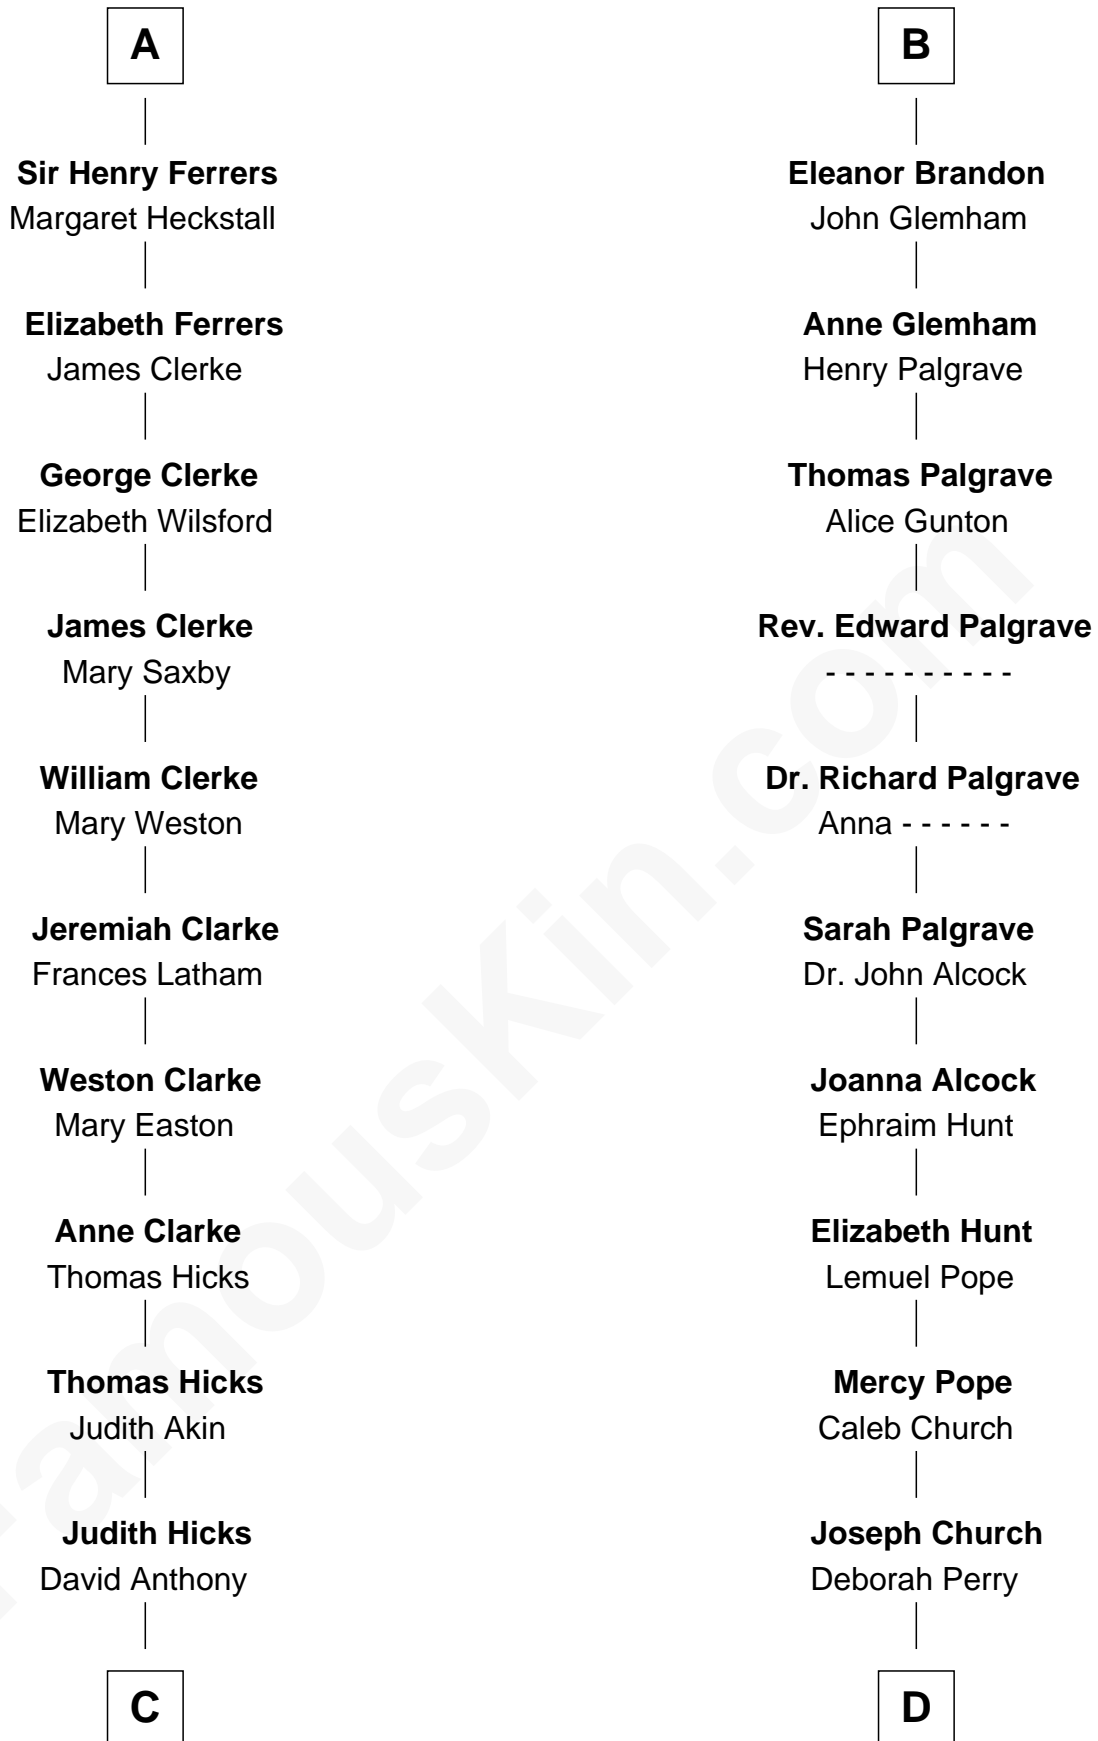 A
Sir Henry Ferrers
Margaret Heckstall
Elizabeth Ferrers
James Clerke
George Clerke
Elizabeth Wilsford
James Clerke
Mary Saxby
William Clerke
Mary Weston
Jeremiah Clarke
Frances Latham
Weston Clarke
Mary Easton
Anne Clarke
Thomas Hicks
Thomas Hicks
Judith Akin
Judith Hicks
David Anthony
C
B
Eleanor Brandon
John Glemham
Anne Glemham
Henry Palgrave
Thomas Palgrave
Alice Gunton
Rev. Edward Palgrave
- - - - - - - - - -
Dr. Richard Palgrave
Anna - - - - - -
Sarah Palgrave
Dr. John Alcock
Joanna Alcock
Ephraim Hunt
Elizabeth Hunt
Lemuel Pope
Mercy Pope
Caleb Church
Joseph Church
Deborah Perry
D
FamousKin.com